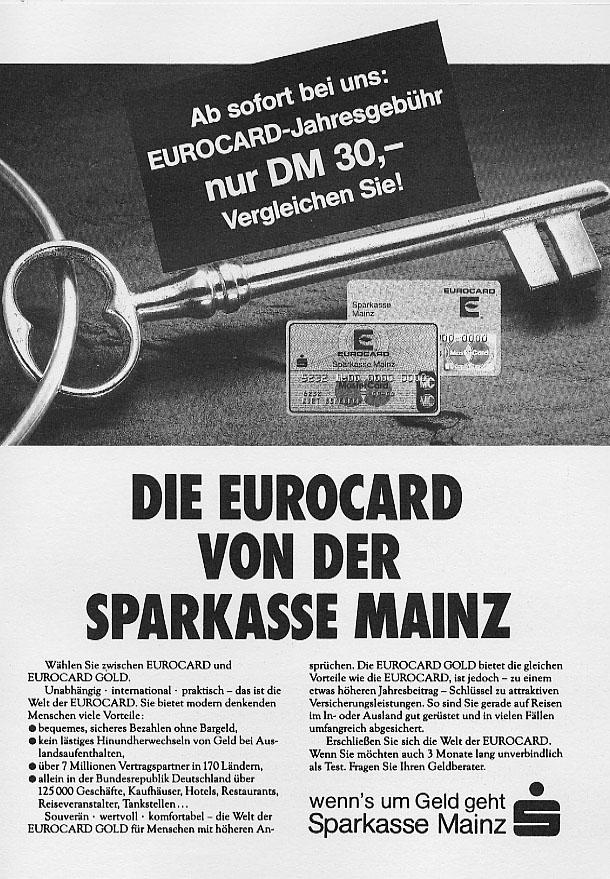 Ab sofort bei uns:
EUROCARD-Jahresgebühr
nur DM 30,–
Vergleichen Sie!
EUROCARD
Sparkasse
Mainz
EUROCARD
Sparkasse Mainz
MasterCard
MasterCard
DIE EUROCARD
VON DER
SPARKASSE MAINZ
Wählen Sie zwischen EUROCARD und
EUROCARD GOLD.
Unabhängig · international · praktisch – das ist die
Welt der EUROCARD. Sie bietet modern denkenden
Menschen viele Vorteile:
● bequemes, sicheres Bezahlen ohne Bargeld,
● kein lästiges Hinundherwechseln von Geld bei Aus-
landsaufenthalten,
● über 7 Millionen Vertragspartner in 170 Ländern,
● allein in der Bundesrepublik Deutschland über
125 000 Geschäfte, Kaufhäuser, Hotels, Restaurants,
Reiseveranstalter, Tankstellen...
Souverän · wertvoll · komfortabel – die Welt der
EUROCARD GOLD für Menschen mit höheren An-
sprüchen. Die EUROCARD GOLD bietet die gleichen
Vorteile wie die EUROCARD, ist jedoch – zu einem
etwas höheren Jahresbeitrag – Schlüssel zu attraktiven
Versicherungsleistungen. So sind Sie gerade auf Reisen
im In- oder Ausland gut gerüstet und in vielen Fällen
umfangreich abgesichert.
Erschließen Sie sich die Welt der EUROCARD.
Wenn Sie möchten auch 3 Monate lang unverbindlich
als Test. Fragen Sie Ihren Geldberater.
wenn's um Geld geht
Sparkasse Mainz